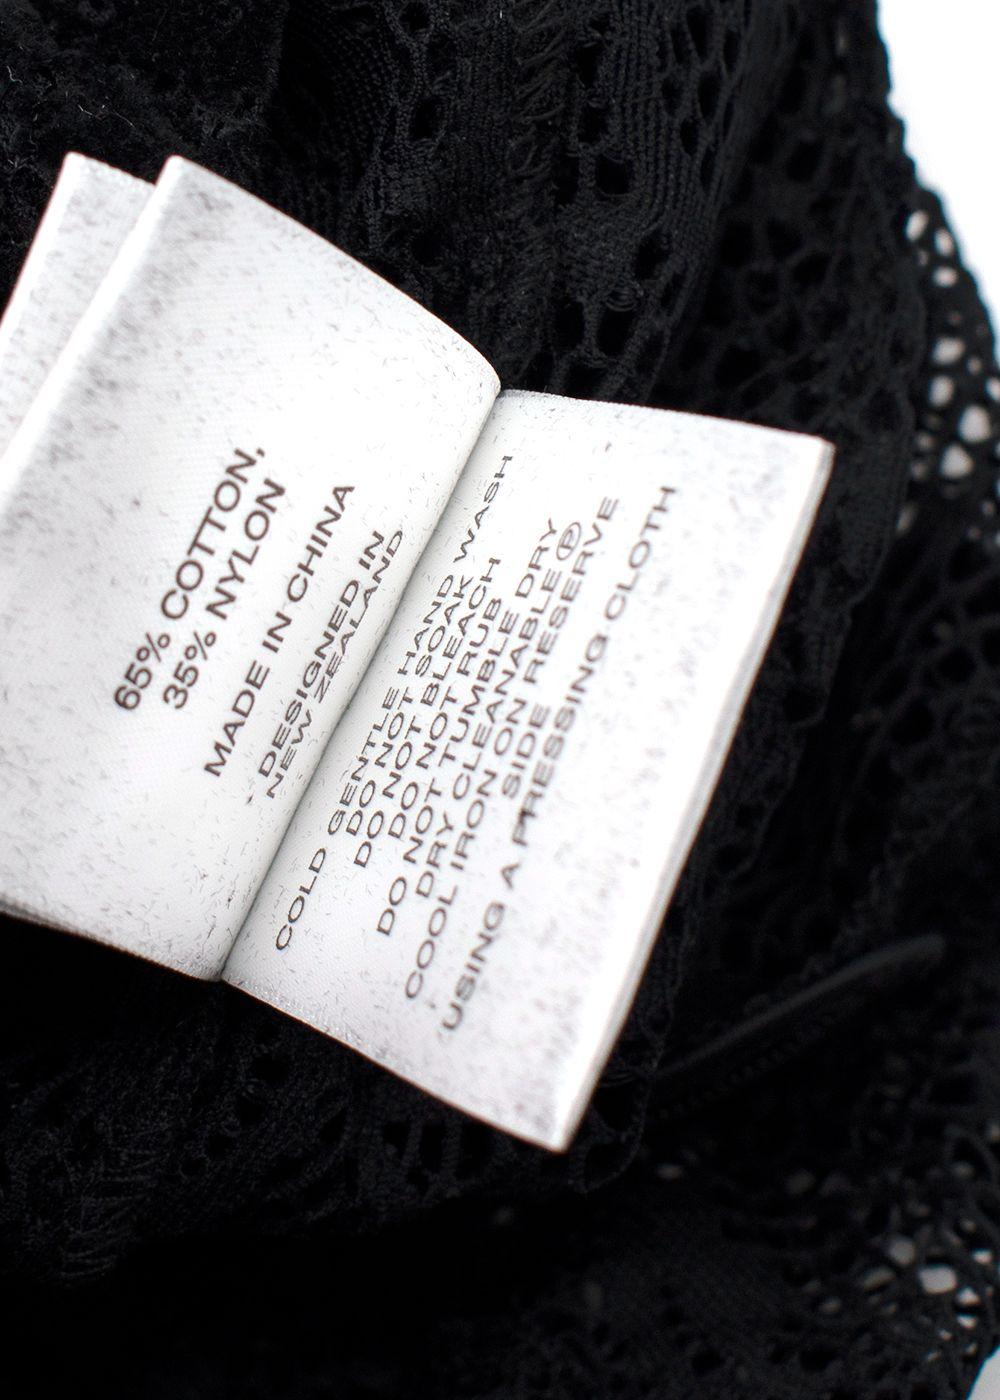 65% COTTON,
35% NYLON
MADE IN CHINA
DESIGNED IN
NEW ZEALAND
COLD GENTLE HAND WASH
DO NOT SOAK
DO NOT BLEACH
DO NOT RUB
DO NOT TUMBLE DRY
DRY CLEANABLE Ⓟ
COOL IRON ON RESERVE
SIDE
USING A PRESSING CLOTH